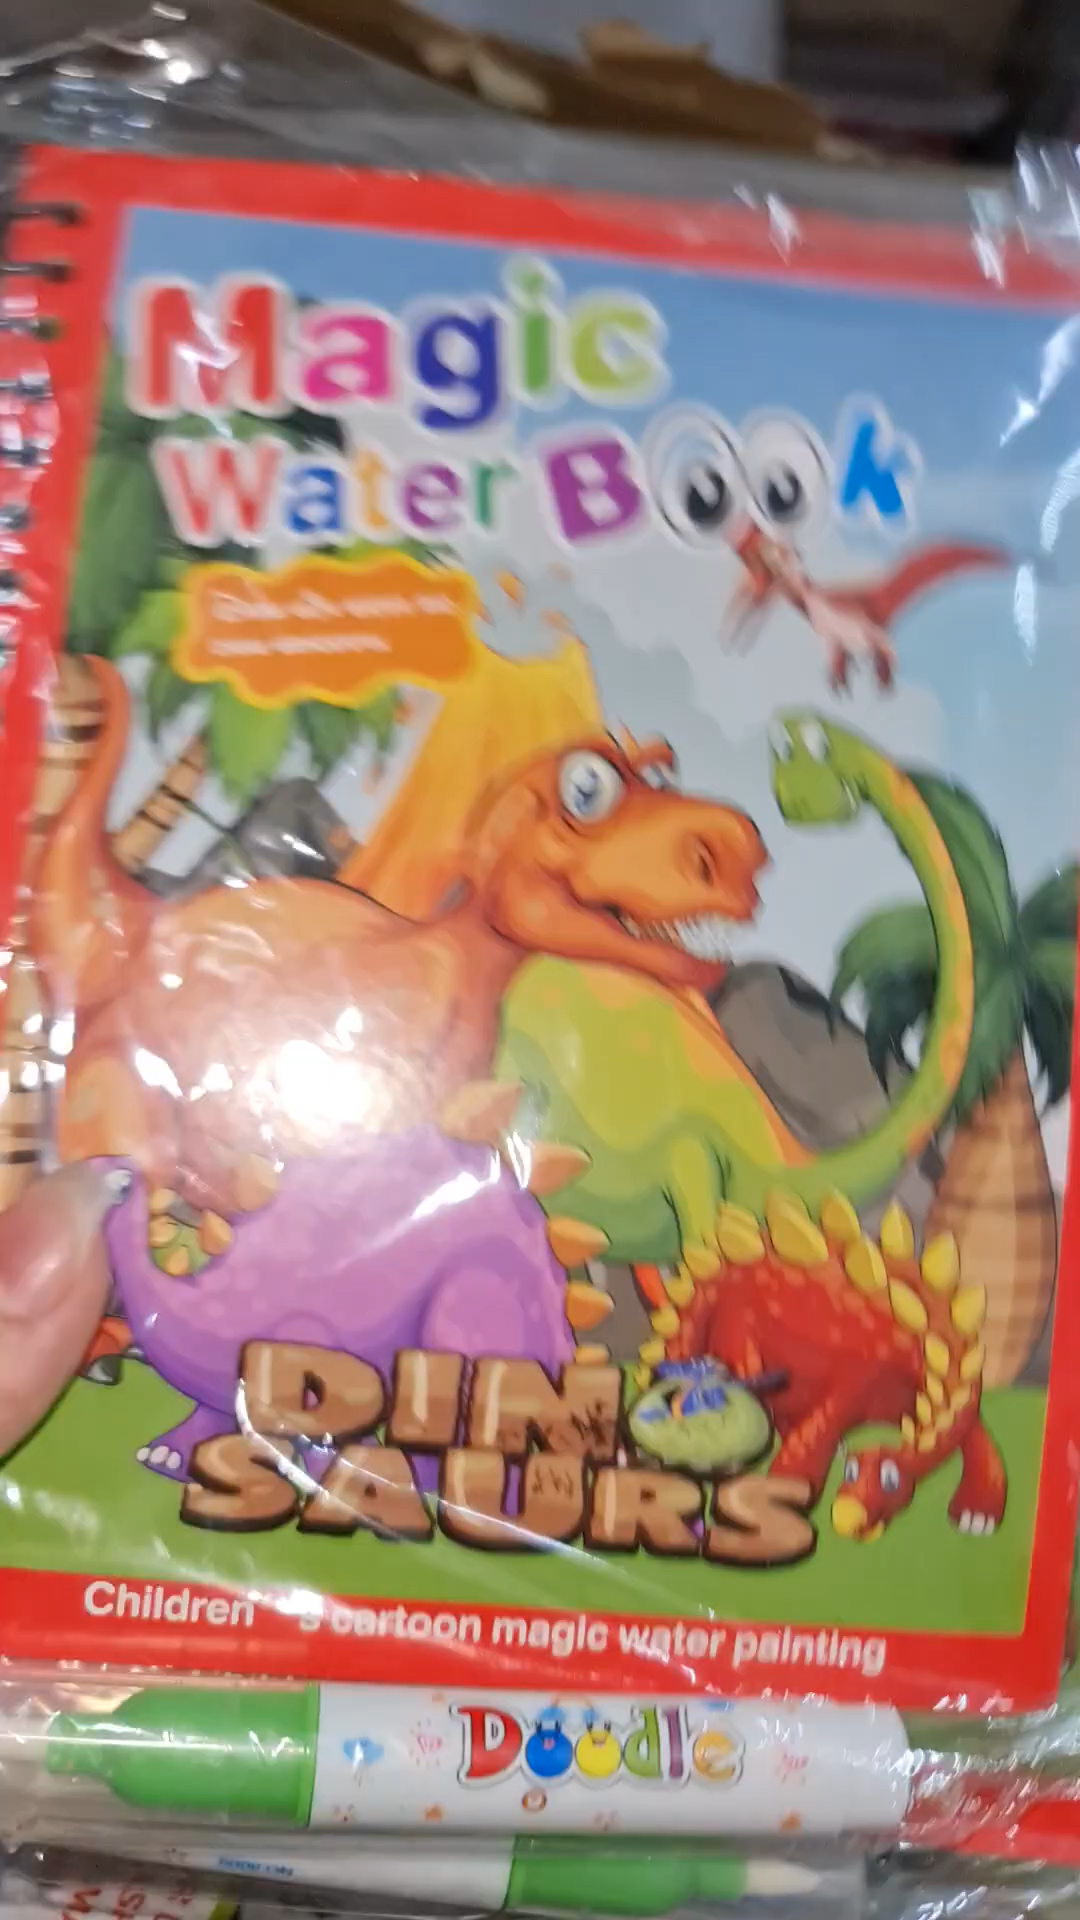 Magic
Water Book
DINO
SAURS
Children's cartoon magic water painting
Doodle